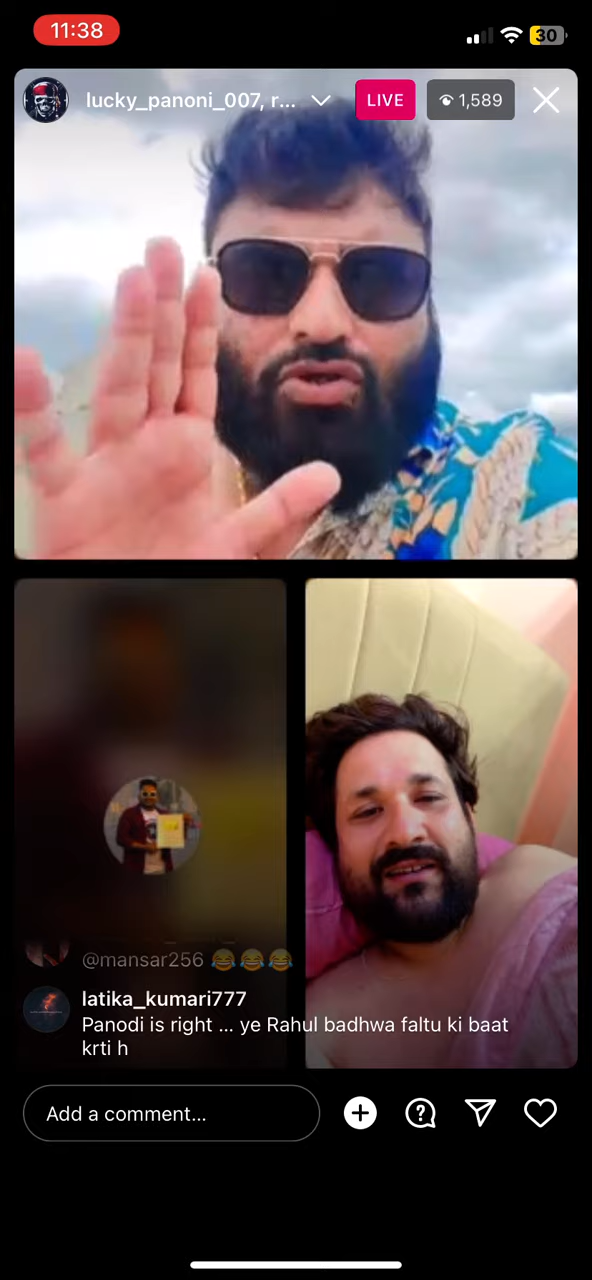 11:38
30
lucky_panoni_007, r...
LIVE
1,589
@mansar256 😂😂😂
latika_kumari777
Panodi is right ... ye Rahul badhwa faltu ki baat
krti h
Add a comment...